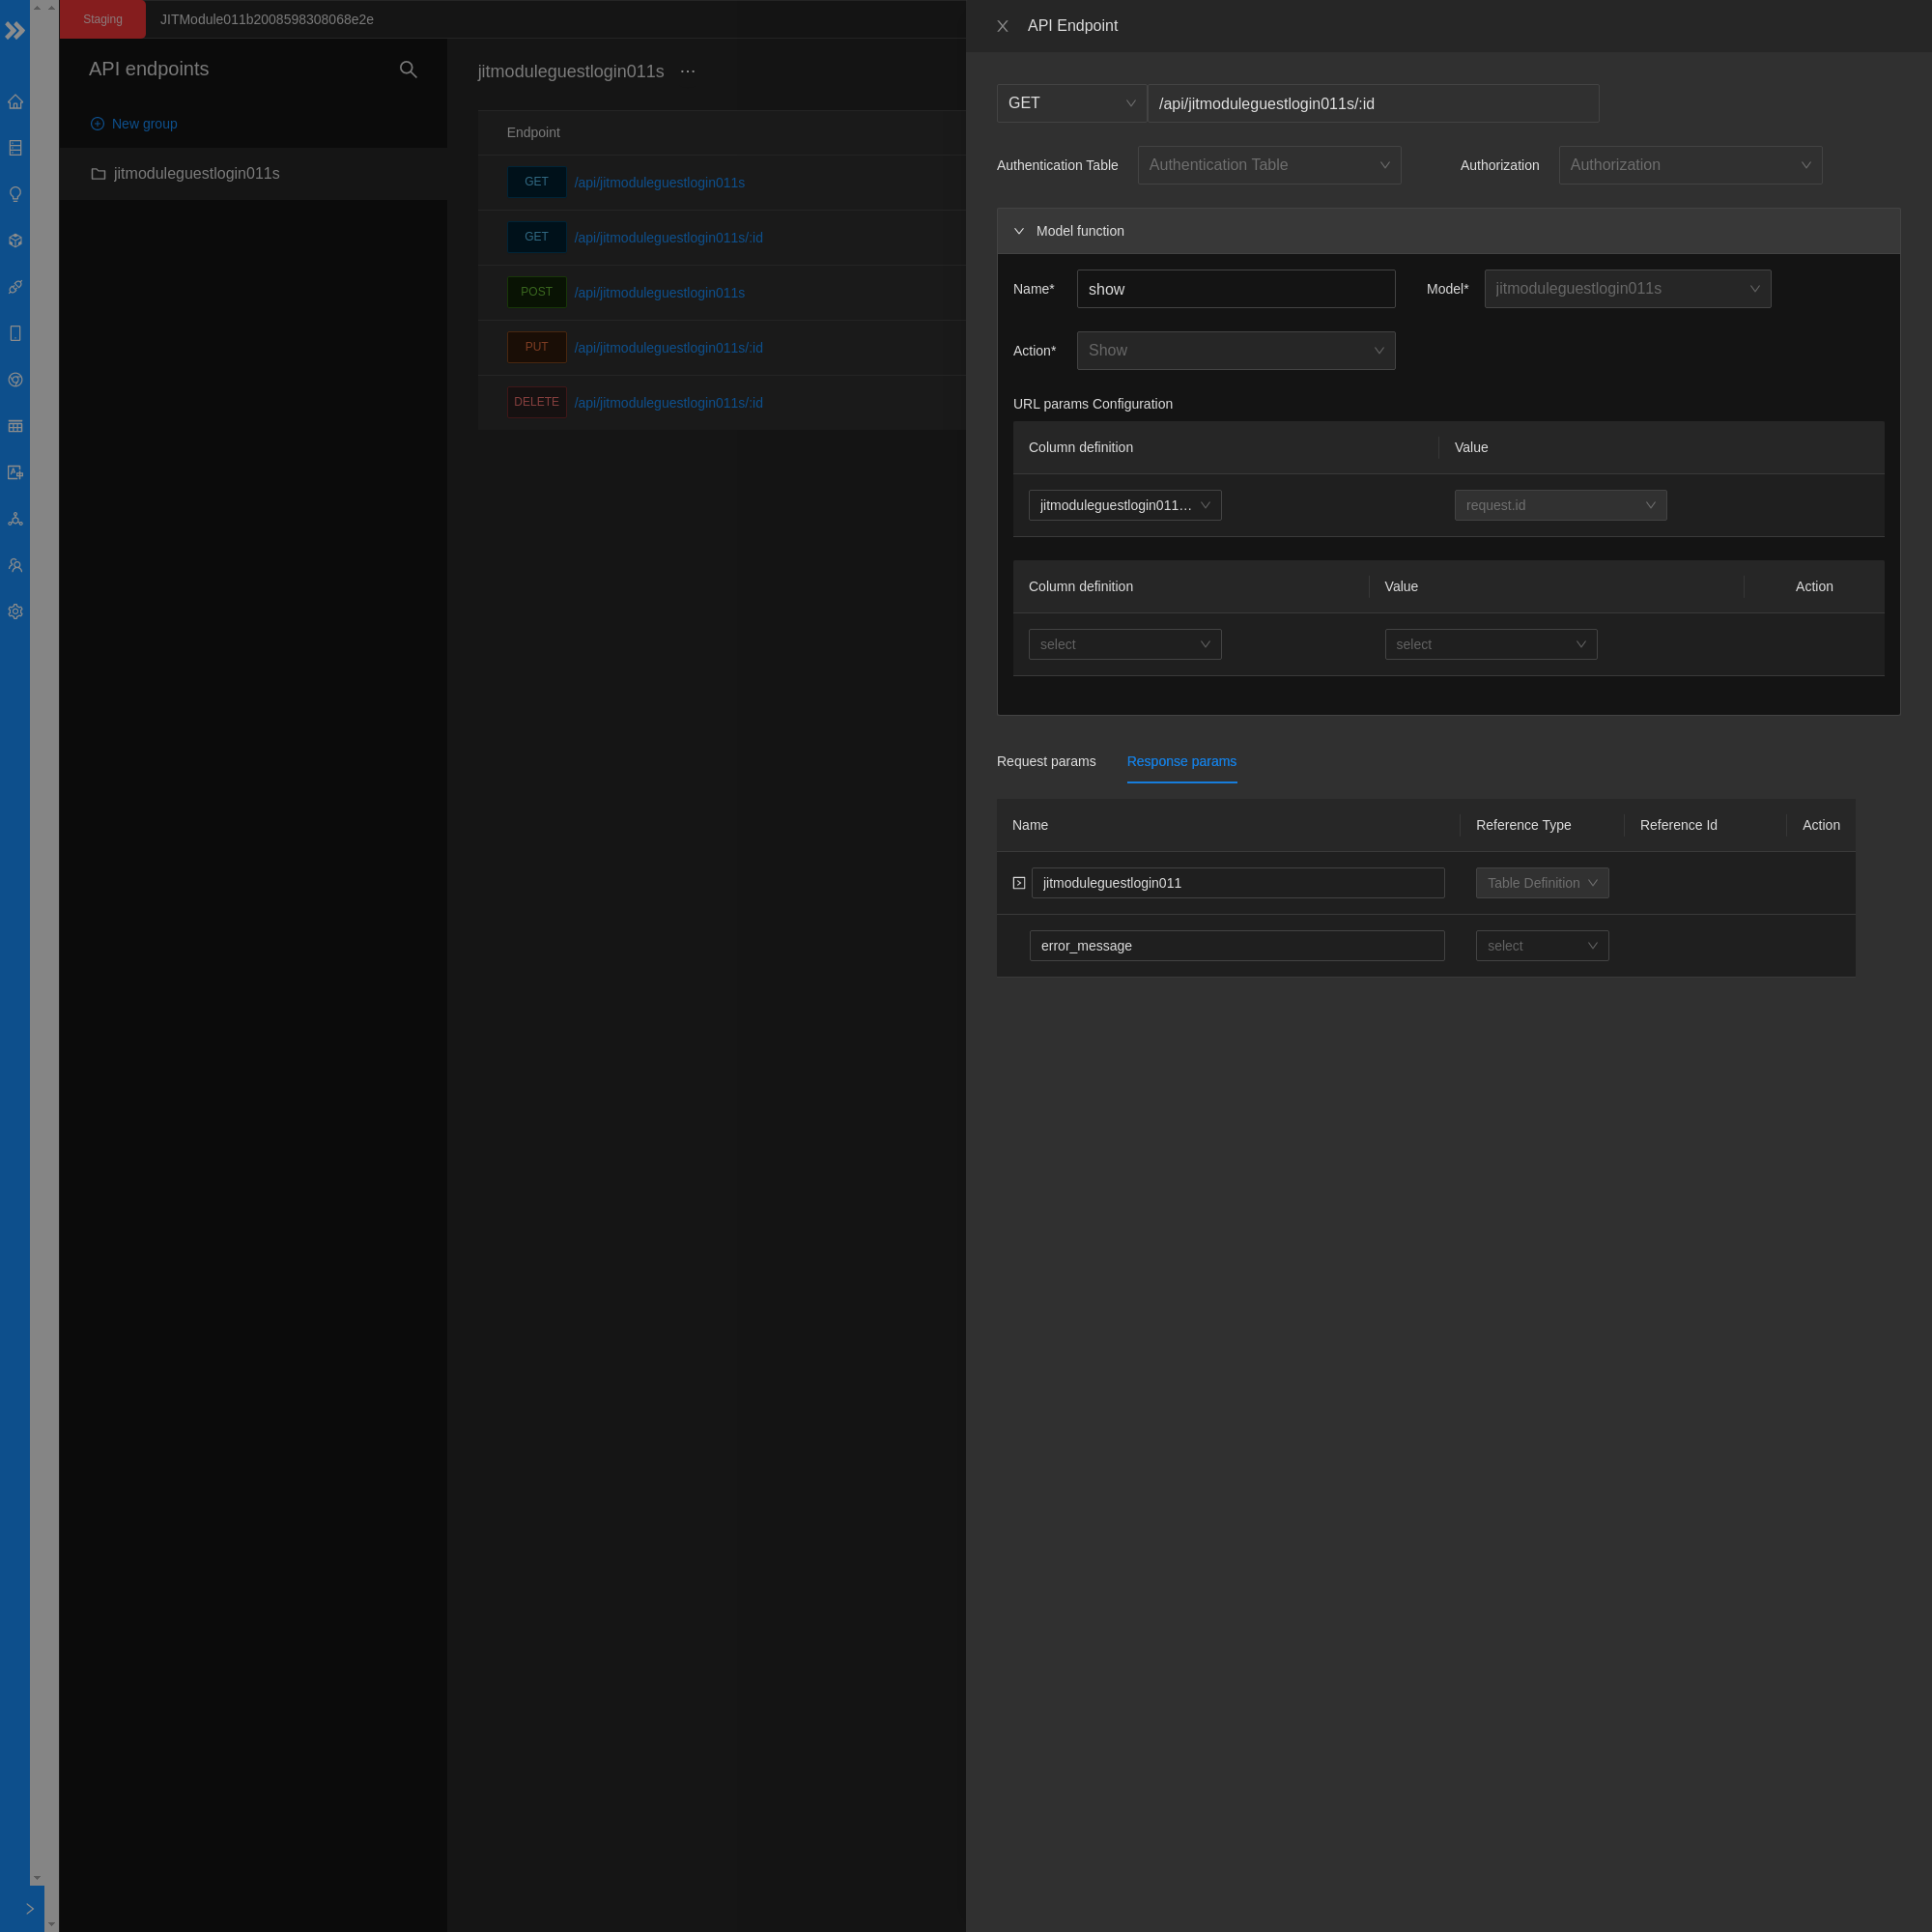 Staging
JITModule011b2008598308068e2e
API endpoints
New group
jitmoduleguestlogin011s
jitmoduleguestlogin011s ···
Endpoint
GET /api/jitmoduleguestlogin011s
GET /api/jitmoduleguestlogin011s/:id
POST /api/jitmoduleguestlogin011s
PUT /api/jitmoduleguestlogin011s/:id
DELETE /api/jitmoduleguestlogin011s/:id
API Endpoint
GET /api/jitmoduleguestlogin011s/:id
Authentication Table Authentication Table Authorization Authorization
Model function
Name* show Model* jitmoduleguestlogin011s
Action* Show
URL params Configuration
Column definition Value
jitmoduleguestlogin011... request.id
Column definition Value Action
select select
Request params Response params
Name Reference Type Reference Id Action
jitmoduleguestlogin011 Table Definition
error_message select